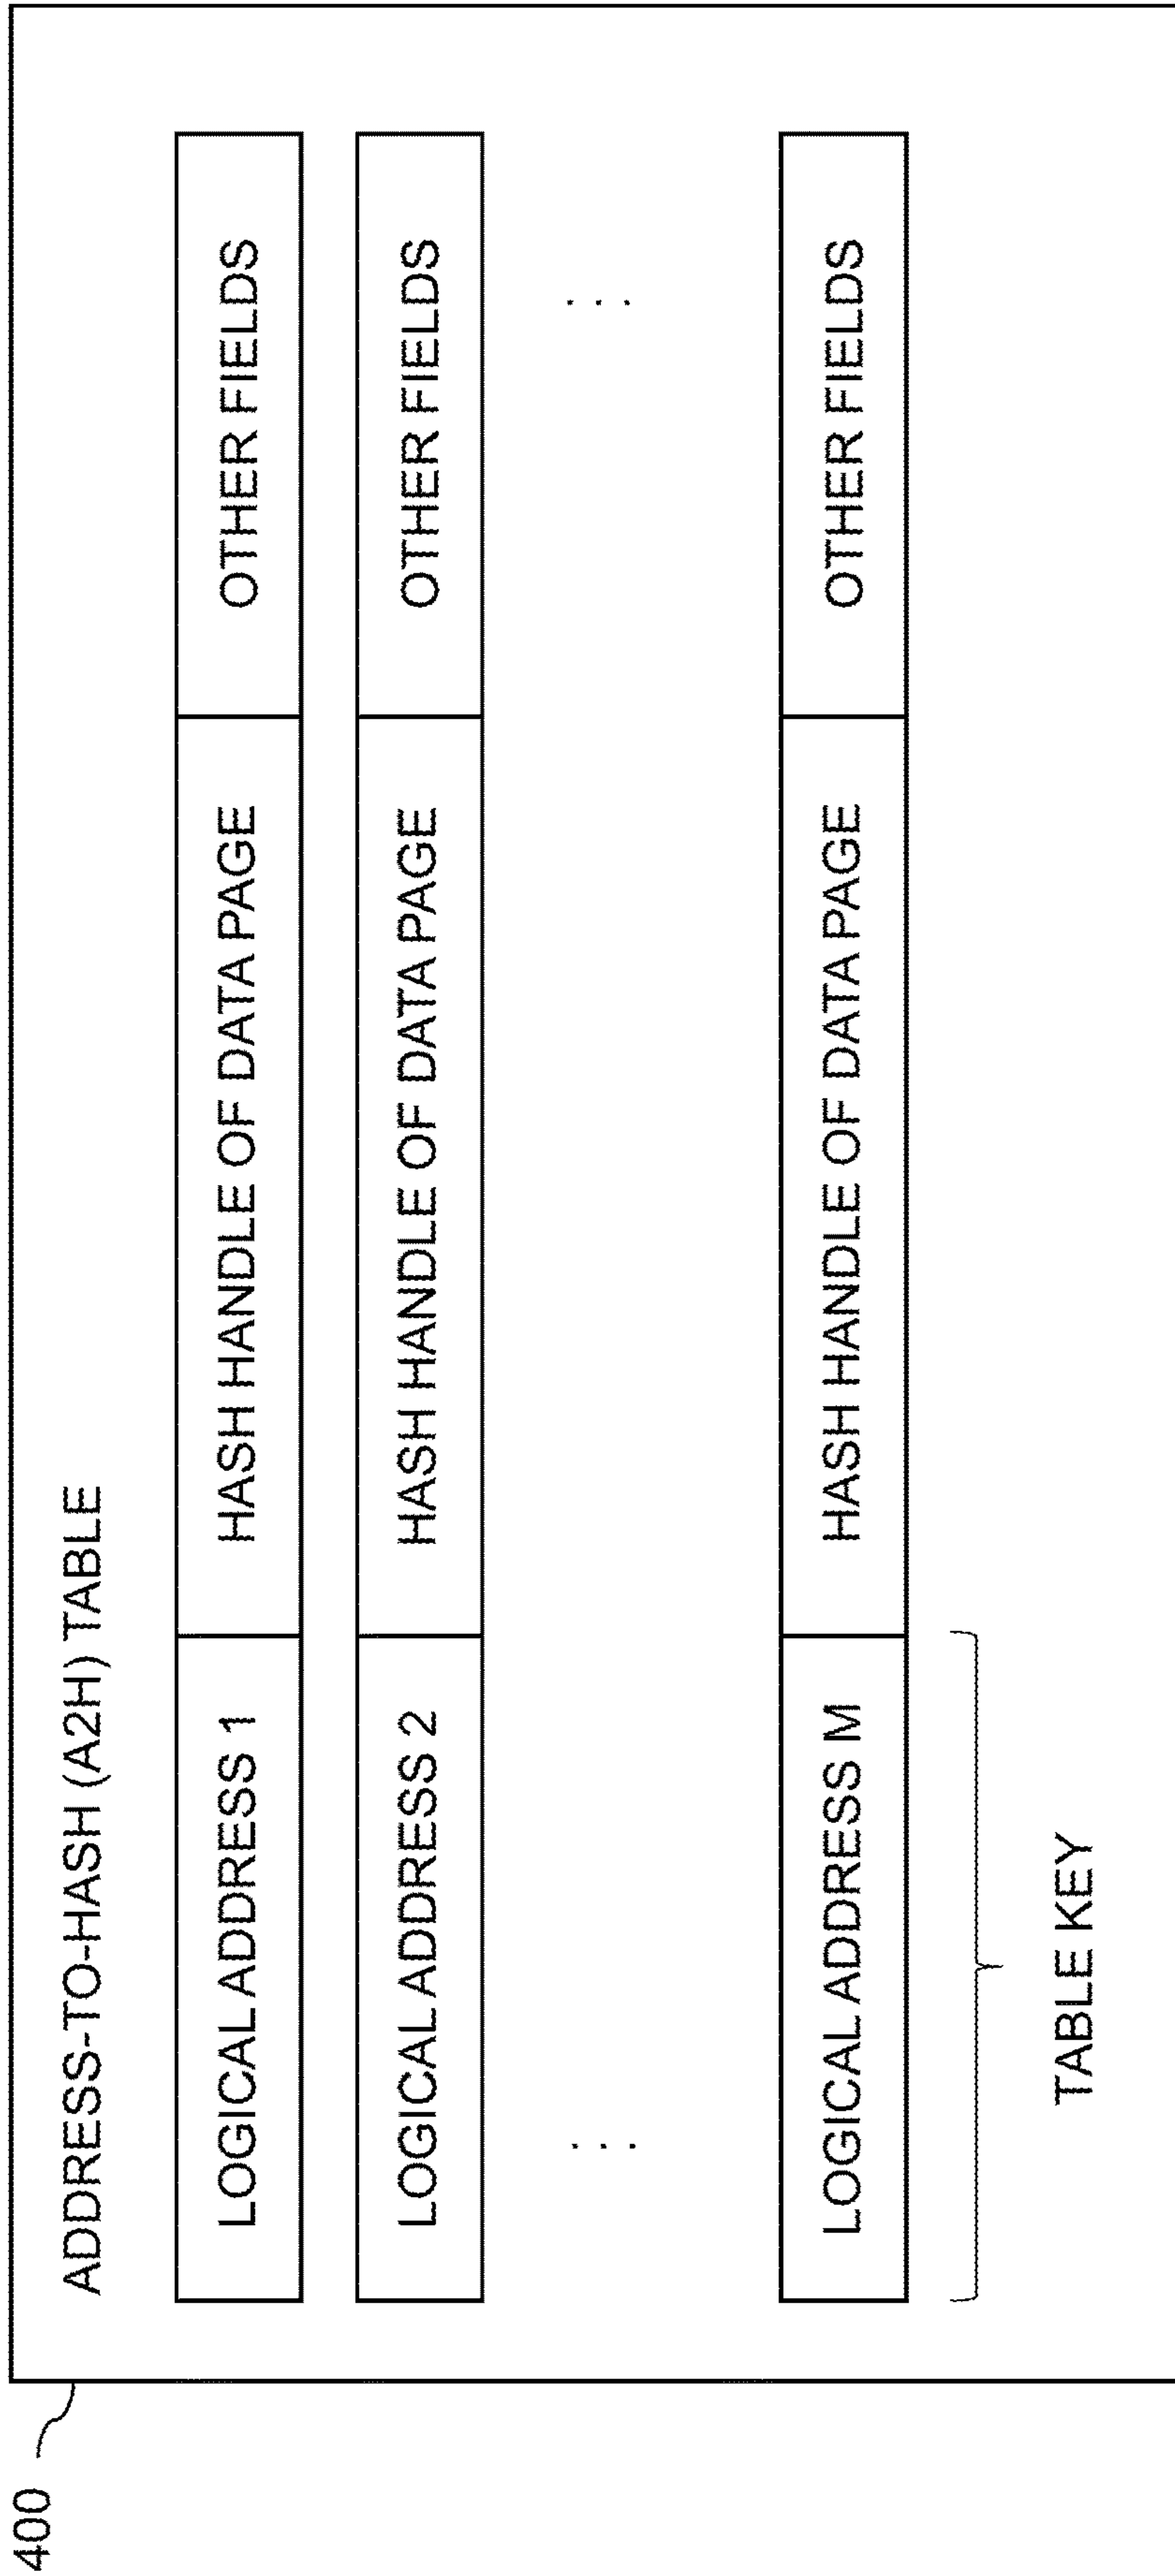 400
ADDRESS-TO-HASH (A2H) TABLE
LOGICAL ADDRESS 1 HASH HANDLE OF DATA PAGE OTHER FIELDS
LOGICAL ADDRESS 2 HASH HANDLE OF DATA PAGE OTHER FIELDS
. . . . . .
LOGICAL ADDRESS M HASH HANDLE OF DATA PAGE OTHER FIELDS
TABLE KEY